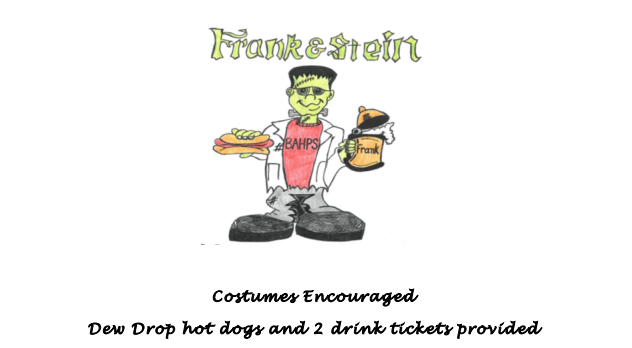 Frank & Stein
#BAHPS
Frank
Costumes Encouraged
Dew Drop hot dogs and 2 drink tickets provided